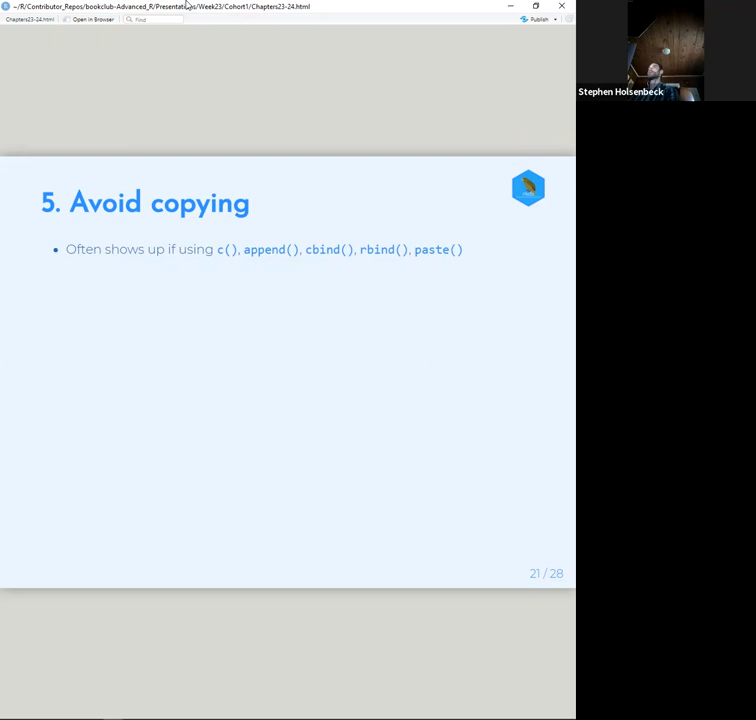 ~/R/Contributor_Repos/bookclub-Advanced_R/Presentations/Week23/Cohort1/Chapters23-24.html
Chapters23-24.html
Open in Browser
Find
Publish
Stephen Holsenbeck
5. Avoid copying
Often shows up if using c(), append(), cbind(), rbind(), paste()
21 / 28